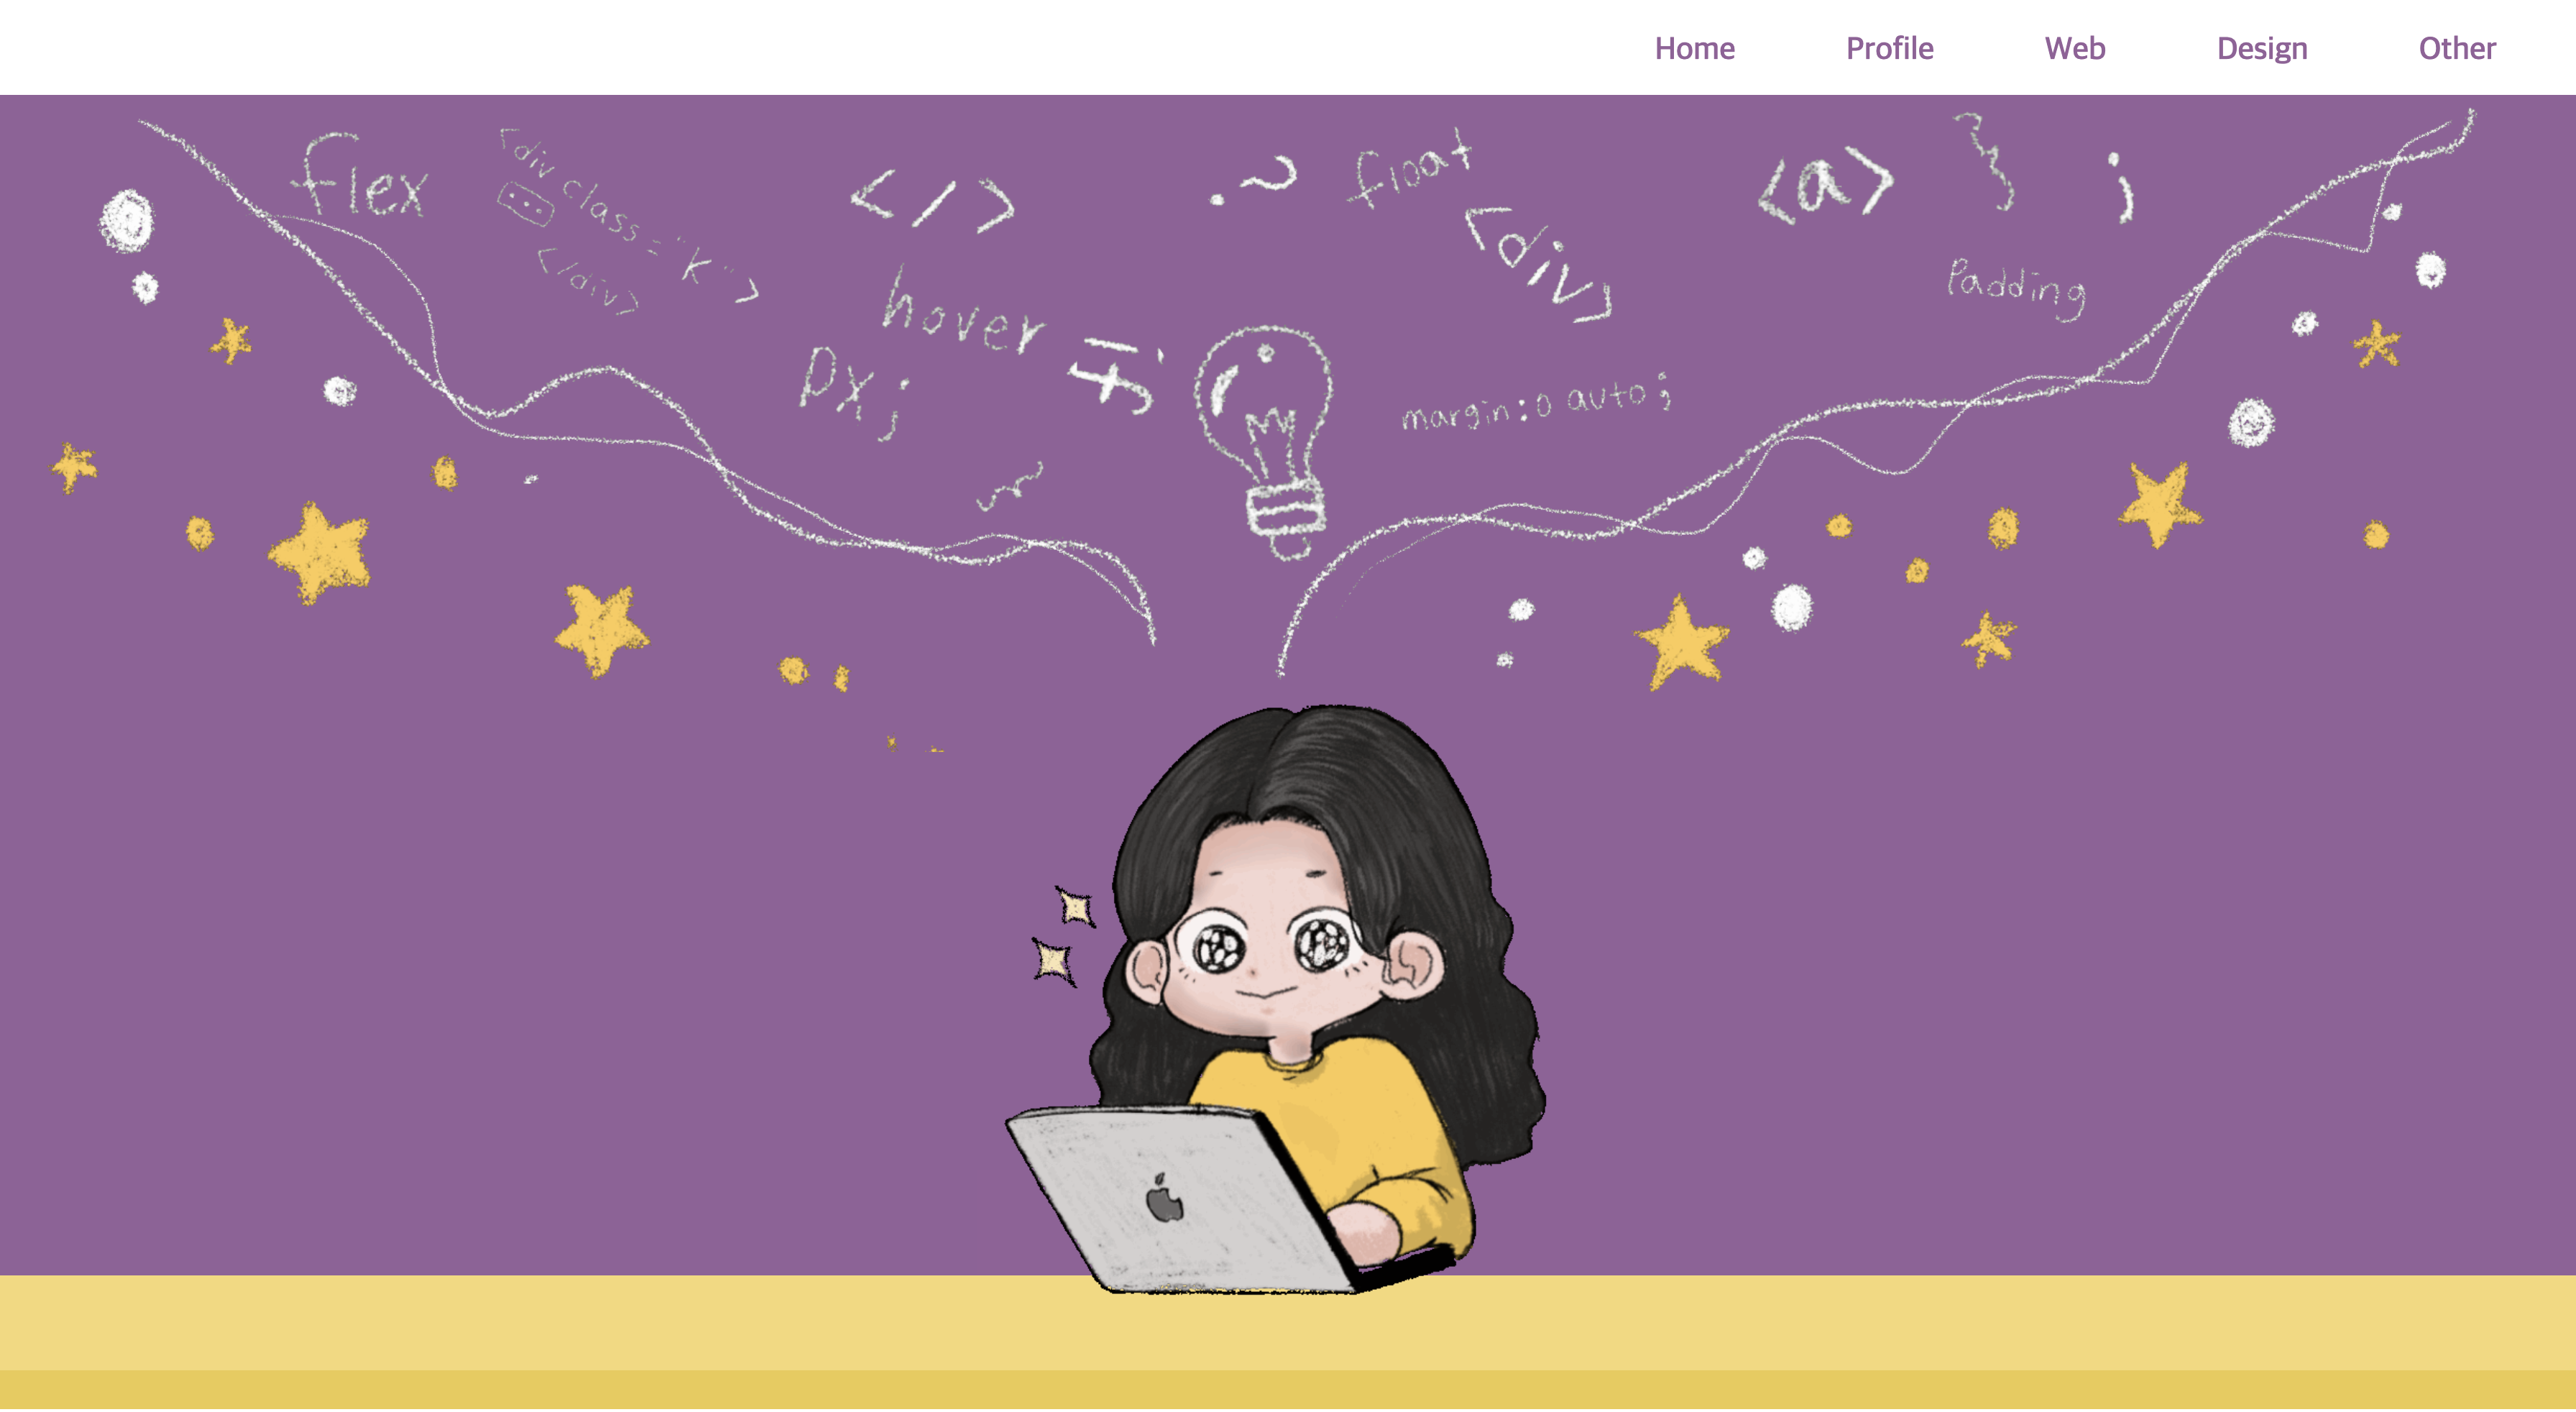 Home Profile Web Design Other
flex
<div class="k">
</div>
</>
?
float
<div>
<a>
}
;
Padding
hover
px;
margin:0 auto;